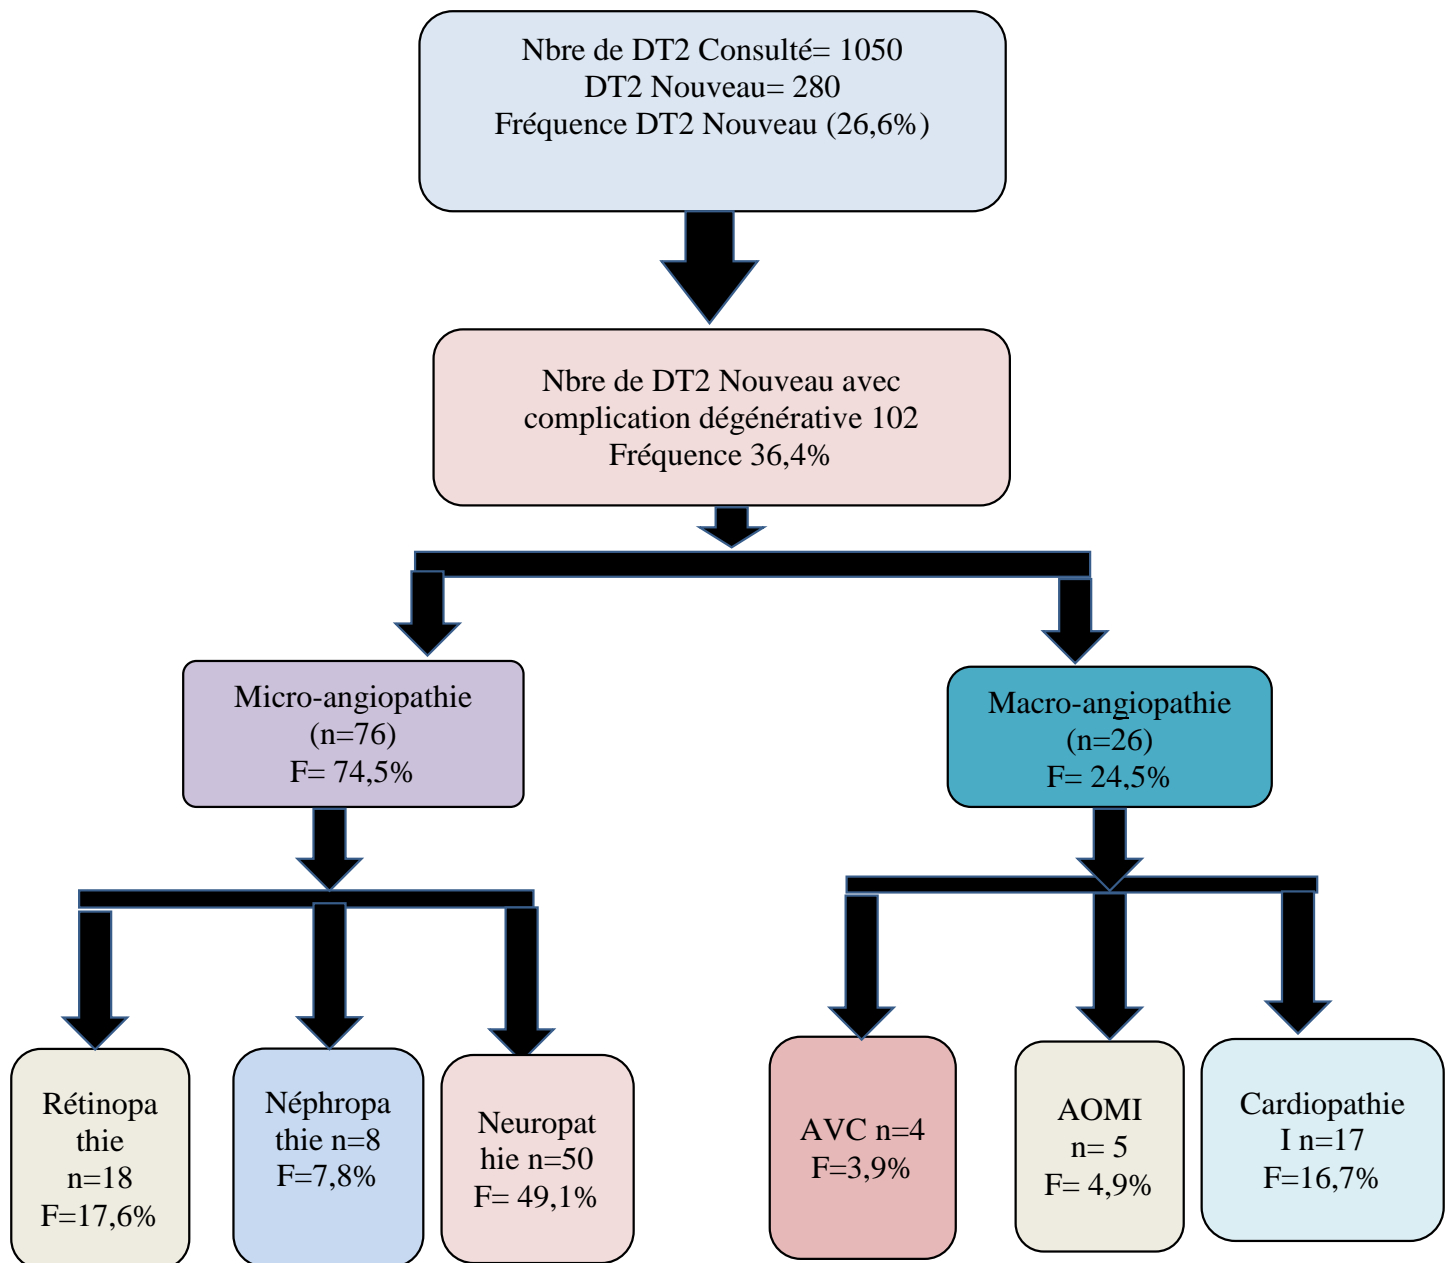 Nbre de DT2 Consulté= 1050
DT2 Nouveau= 280
Fréquence DT2 Nouveau (26,6%)
Nbre de DT2 Nouveau avec
complication dégénérative 102
Fréquence 36,4%
Micro-angiopathie
(n=76)
F= 74,5%
Macro-angiopathie
(n=26)
F= 24,5%
Rétinopa
thie
n=18
F=17,6%
Néphropa
thie n=8
F=7,8%
Neuropat
hie n=50
F= 49,1%
AVC n=4
F=3,9%
AOMI
n= 5
F= 4,9%
Cardiopathie
I n=17
F=16,7%